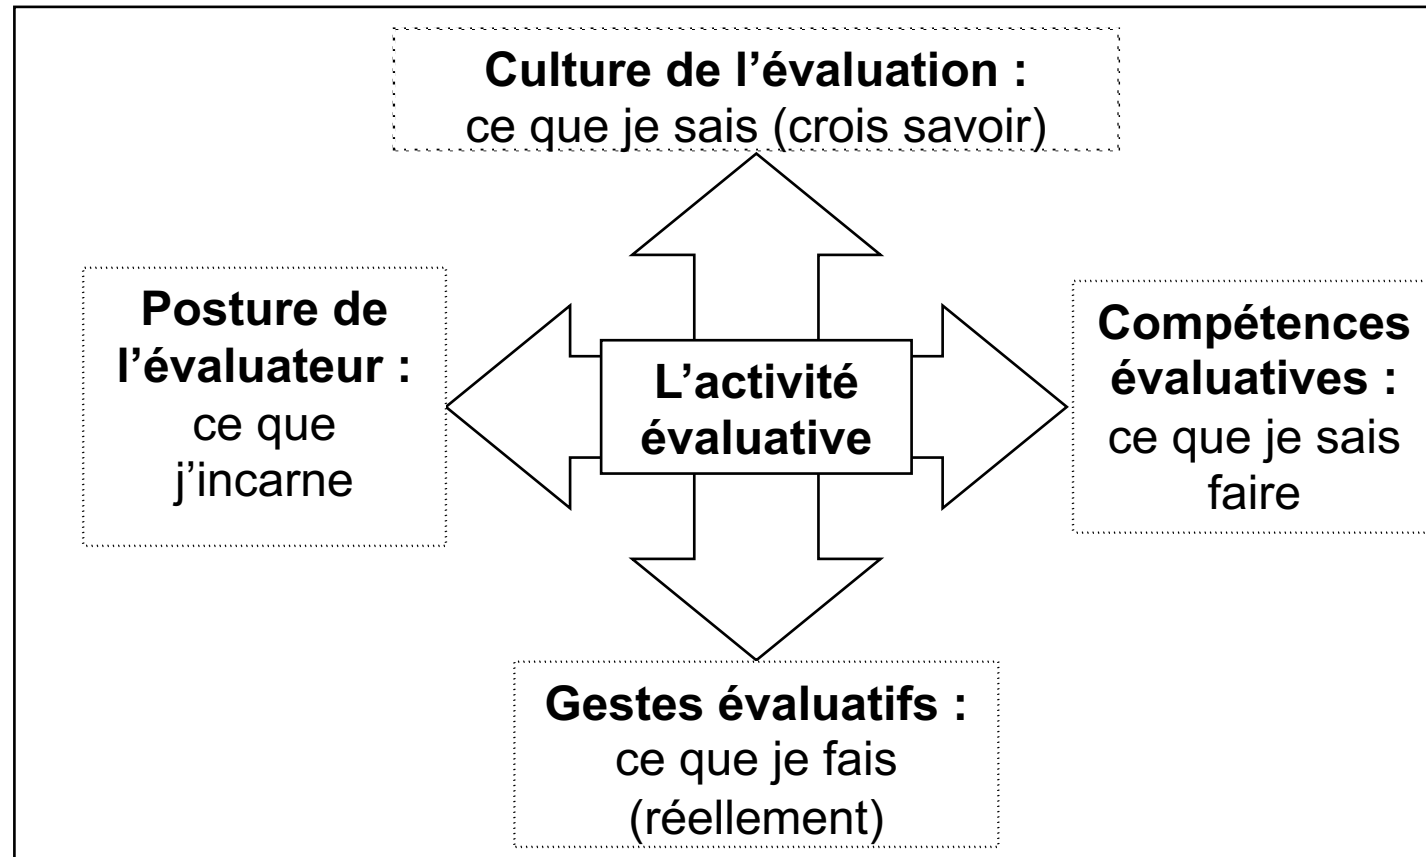 Culture de l’évaluation :
ce que je sais (crois savoir)
Posture de
l’évaluateur :
ce que
j’incarne
L’activité
évaluative
Compétences
évaluatives :
ce que je sais
faire
Gestes évaluatifs :
ce que je fais
(réellement)